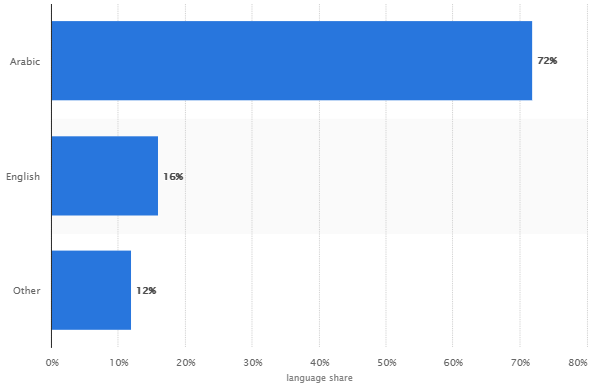 Arabic
72%
English
16%
Other
12%
0% 10% 20% 30% 40% 50% 60% 70% 80%
language share